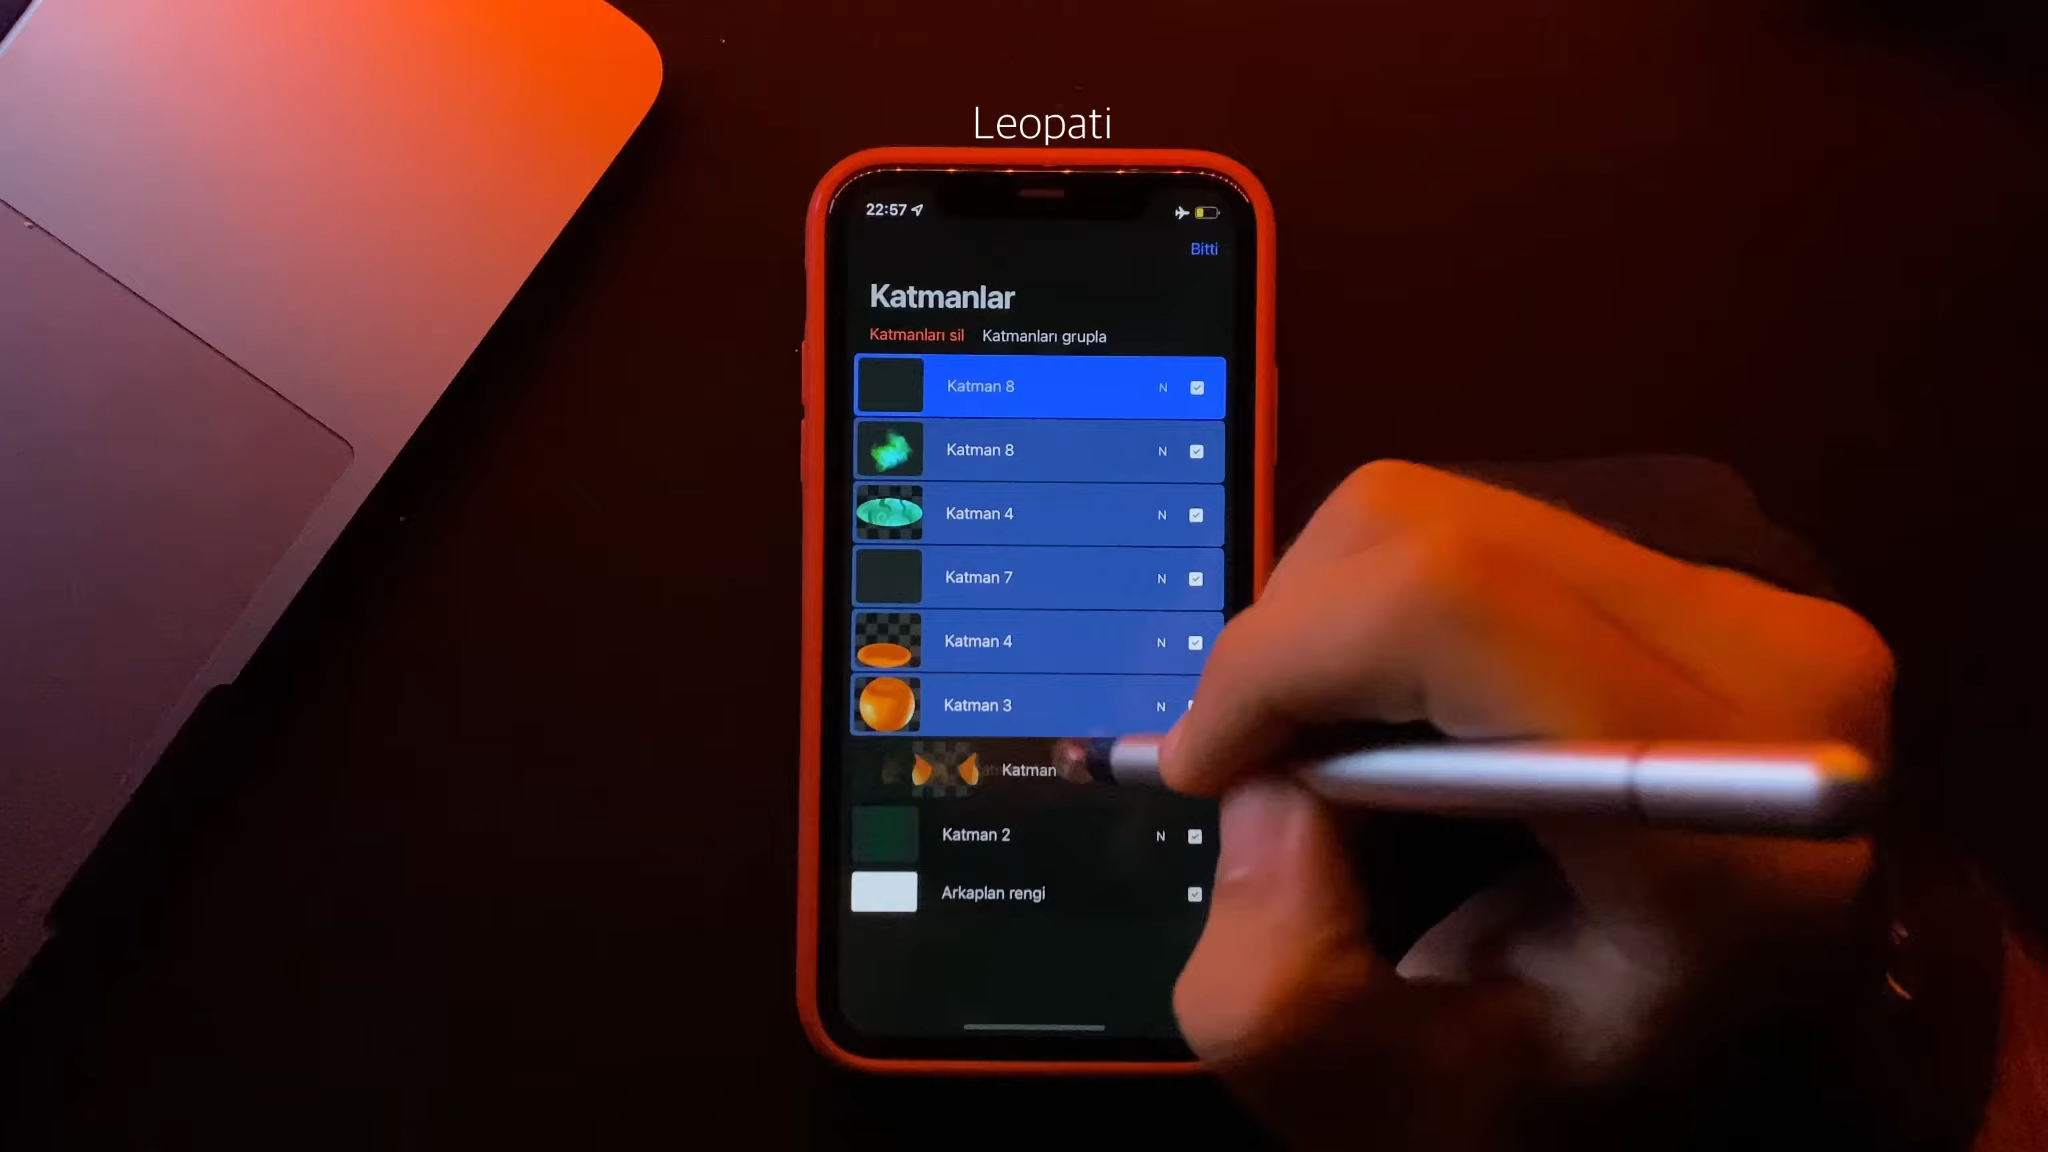 Leopati
22:57
Bitti
Katmanlar
Katmanları sil Katmanları grupla
Katman 8 N
Katman 8 N
Katman 4 N
Katman 7 N
Katman 4 N
Katman 3 N
Katman
Katman 2 N
Arkaplan rengi